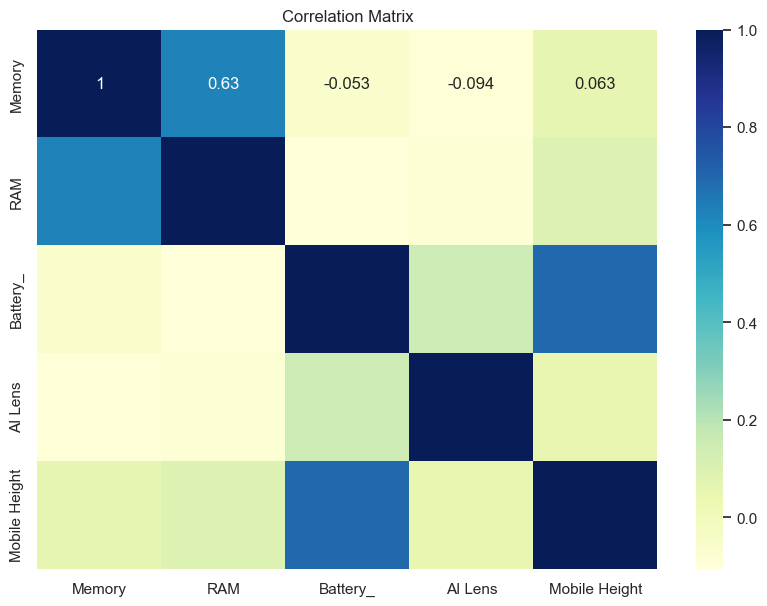 Correlation Matrix
Memory 1 0.63 -0.053 -0.094 0.063
RAM
Battery_
AI Lens
Mobile Height
Memory RAM Battery_ AI Lens Mobile Height
1.0
0.8
0.6
0.4
0.2
0.0